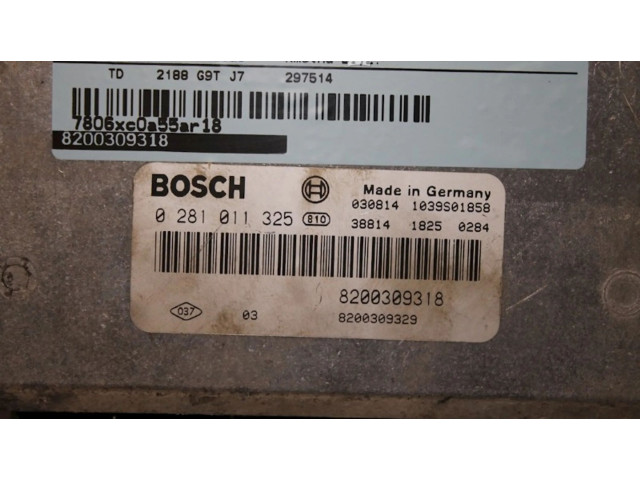 TD 2188 G9T J7 297514
7806xc0a55ar18
8200309318
BOSCH Made in Germany
030814 1039S01858
0 281 011 325 810 38814 1825 0284
8200309318
037 03 8200309329